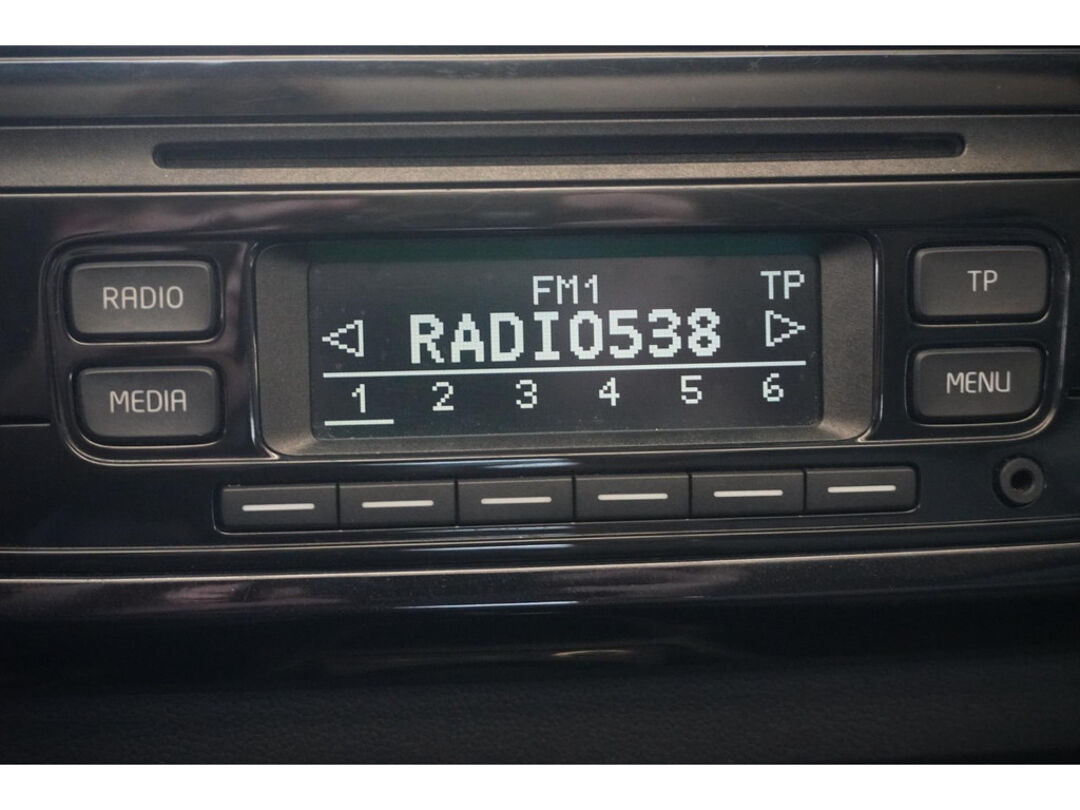 RADIO
MEDIA
FM1
TP
RADIO538
1 2 3 4 5 6
TP
MENU